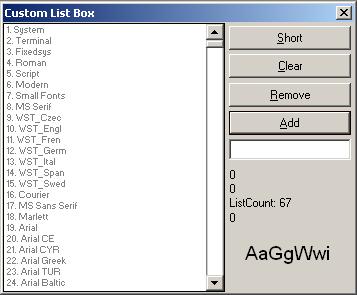 Custom List Box
1. System
2. Terminal
3. Fixedsys
4. Roman
5. Script
6. Modern
7. Small Fonts
8. MS Serif
9. WST_Czec
10. WST_Engl
11. WST_Fren
12. WST_Germ
13. WST_Ital
14. WST_Span
15. WST_Swed
16. Courier
17. MS Sans Serif
18. Marlett
19. Arial
20. Arial CE
21. Arial CYR
22. Arial Greek
23. Arial TUR
24. Arial Baltic
Short
Clear
Remove
Add
0
0
ListCount: 67
0
AaGgWwi